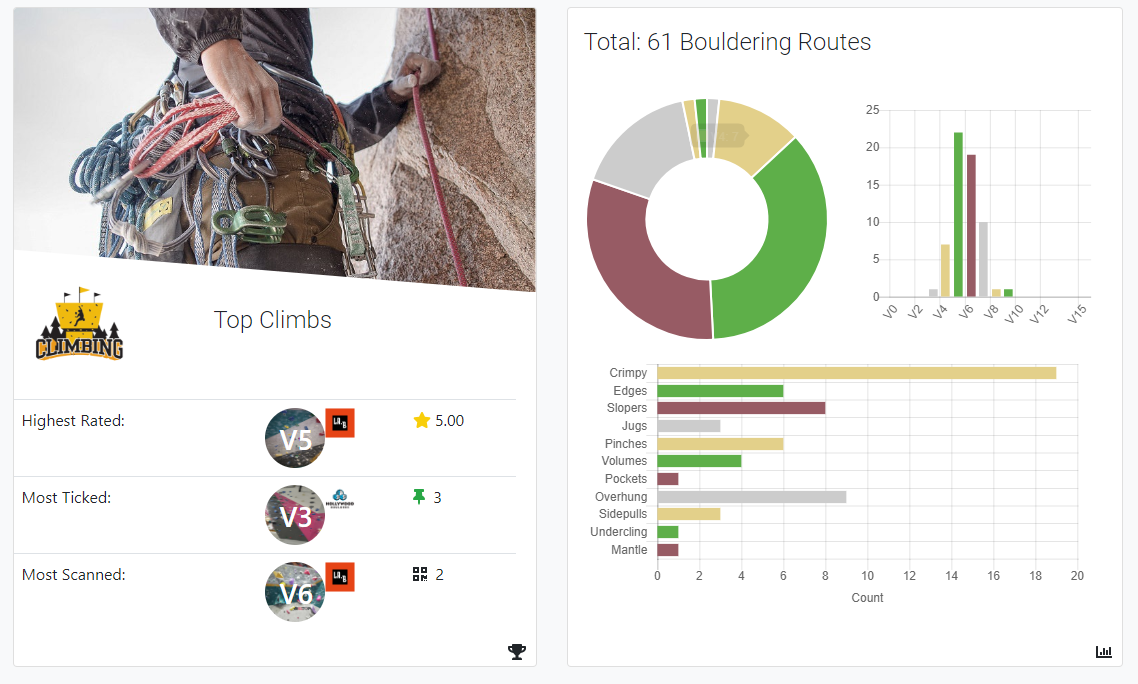 CLIMBING
Top Climbs
Highest Rated:
V5
5.00
Most Ticked:
V3
HOLLYWOOD
BOULDERS
3
Most Scanned:
V6
2
Total: 61 Bouldering Routes
25
20
15
10
5
0
V0 V2 V4 V6 V8 V10 V12 V15
Crimpy
Edges
Slopers
Jugs
Pinches
Volumes
Pockets
Overhung
Sidepulls
Undercling
Mantle
0 2 4 6 8 10 12 14 16 18 20
Count